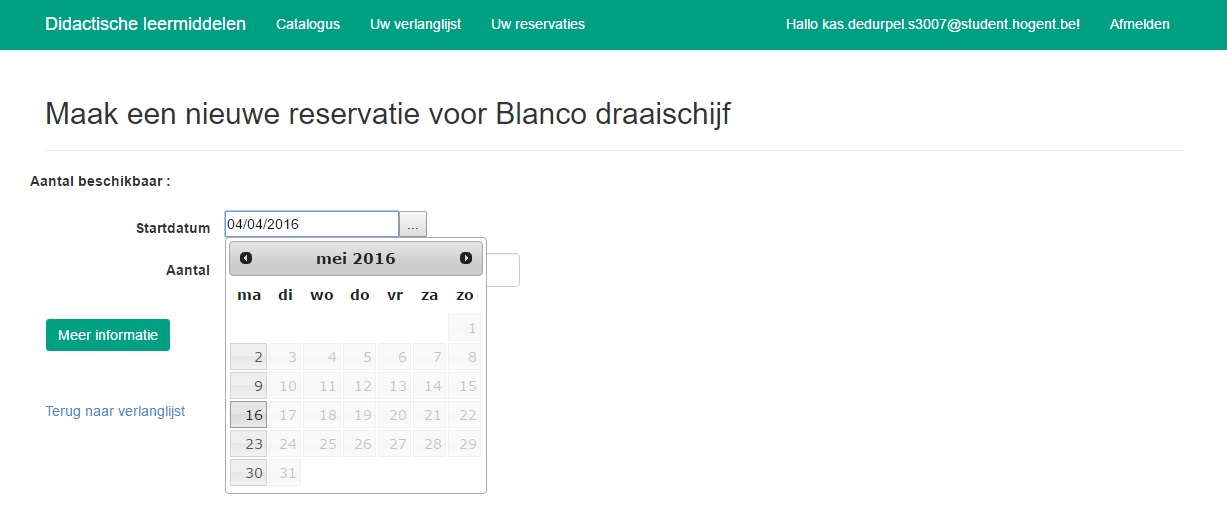 Didactische leermiddelen Catalogus Uw verlanglijst Uw reservaties Hallo kas.dedurpel.s3007@student.hogent.be! Afmelden
Maak een nieuwe reservatie voor Blanco draaischijf
Aantal beschikbaar :
Startdatum 04/04/2016 ...
mei 2016
Aantal
ma di wo do vr za zo
1
2 3 4 5 6 7 8
9 10 11 12 13 14 15
16 17 18 19 20 21 22
23 24 25 26 27 28 29
30 31
Meer informatie
Terug naar verlanglijst